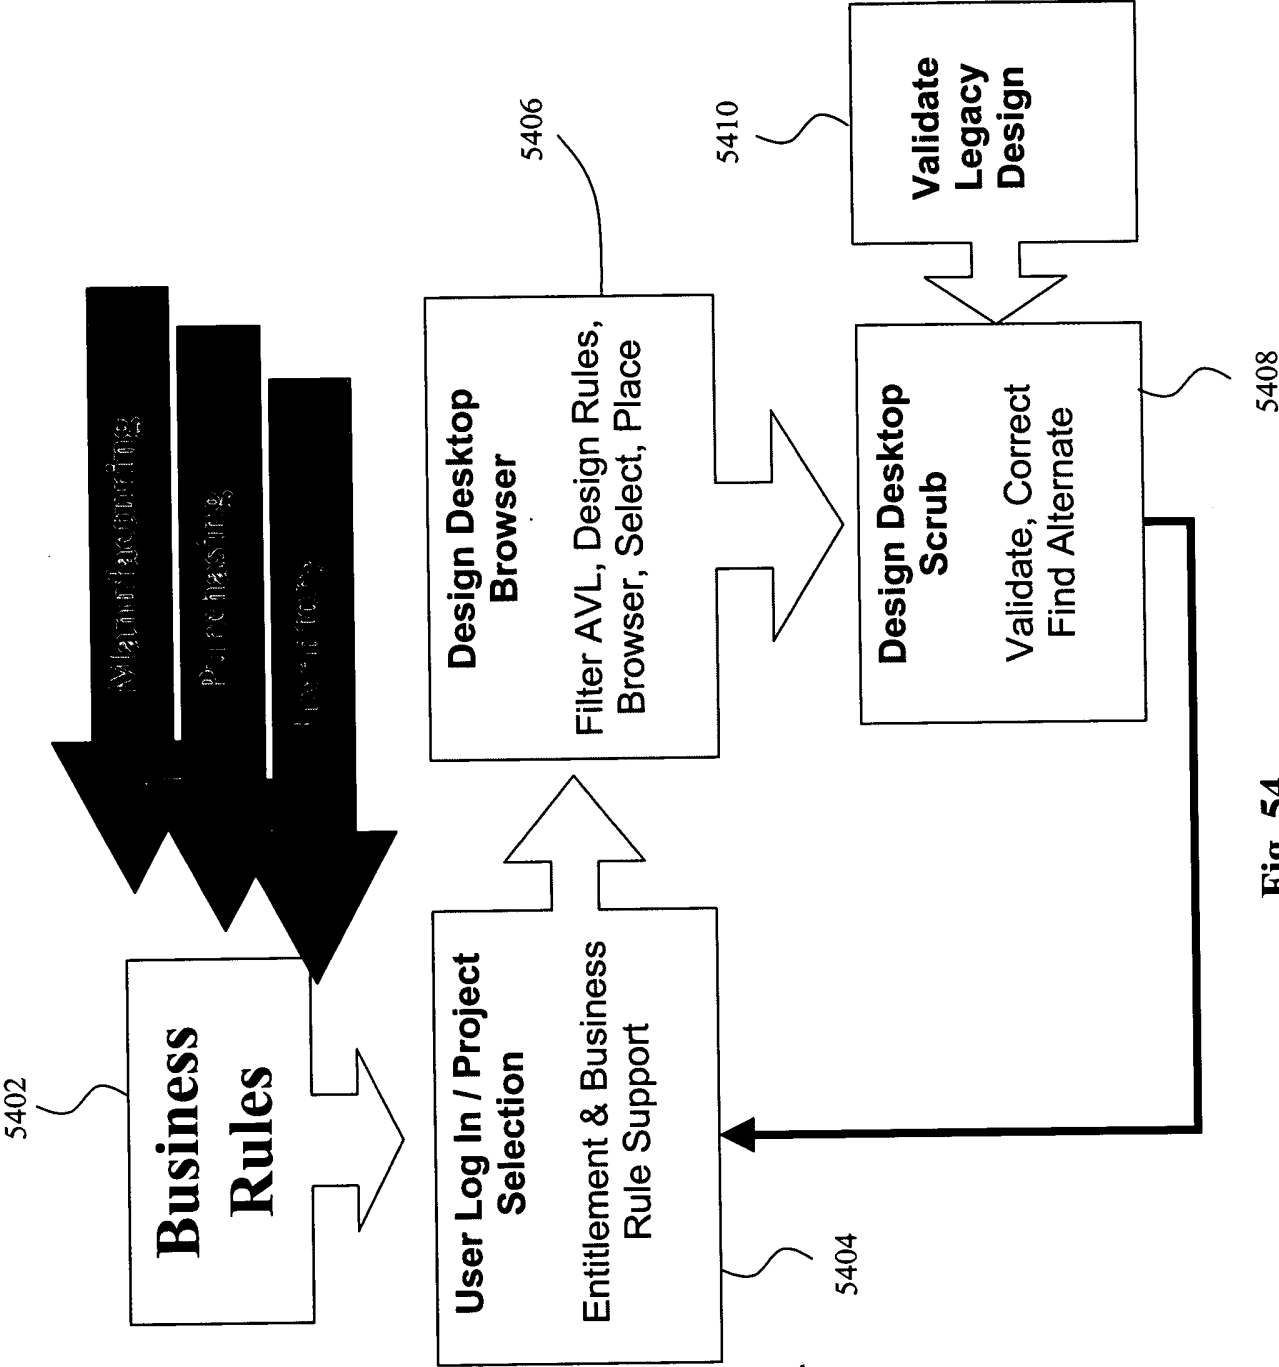 5402
Business
Rules
Manufacturing
Purchasing
User Log In / Project
Selection
Entitlement & Business
Rule Support
5404
Design Desktop
Browser
Filter AVL, Design Rules,
Browser, Select, Place
5406
Design Desktop
Scrub
Validate, Correct
Find Alternate
5408
Validate
Legacy
Design
5410
Fig. 54